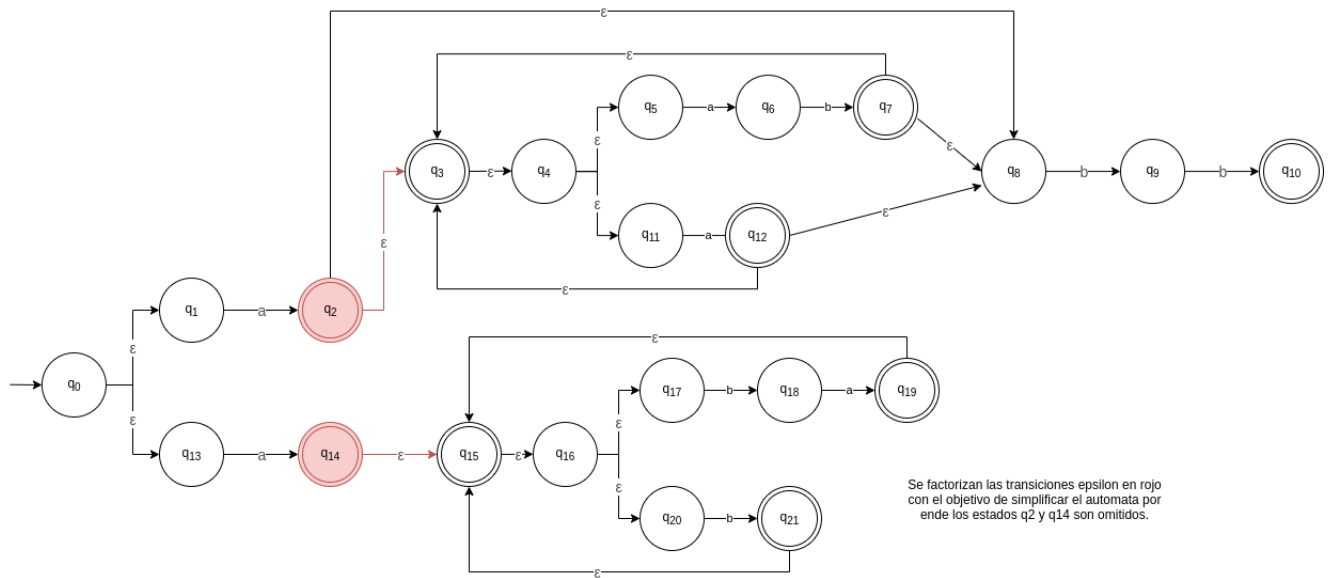 ε
ε
q5
a
q6
b
q7
ε
ε
q3
ε
q4
ε
q8
b
q9
b
q10
ε
q11
a
q12
ε
ε
ε
q1
a
q2
ε
q0
ε
ε
q17
b
q18
a
q19
ε
q13
a
q14
ε
q15
ε
q16
ε
q20
b
q21
ε
Se factorizan las transiciones epsilon en rojo
con el objetivo de simplificar el automata por
ende los estados q2 y q14 son omitidos.